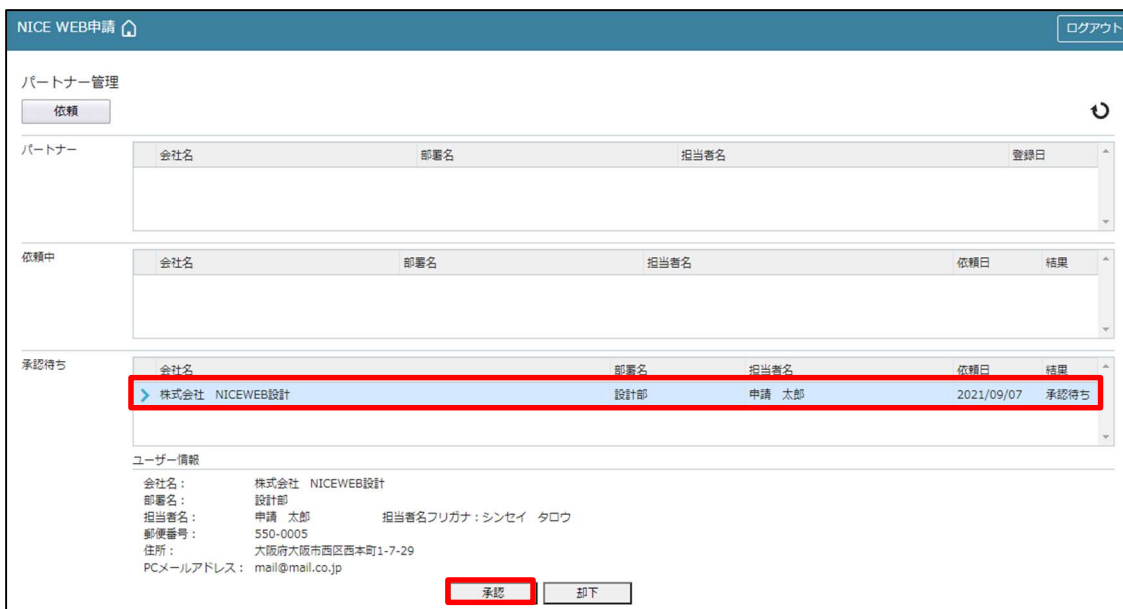 NICE WEB申請 ログアウト
パートナー管理
依頼
パートナー
会社名 部署名 担当者名 登録日
依頼中
会社名 部署名 担当者名 依頼日 結果
承認待ち
会社名 部署名 担当者名 依頼日 結果
株式会社 NICEWEB設計 設計部 申請 太郎 2021/09/07 承認待ち
ユーザー情報
会社名: 株式会社 NICEWEB設計
部署名: 設計部
担当者名: 申請 太郎 担当者名フリガナ:シンセイ タロウ
郵便番号: 550-0005
住所: 大阪府大阪市西区西本町1-7-29
PCメールアドレス: mail@mail.co.jp
承認 却下